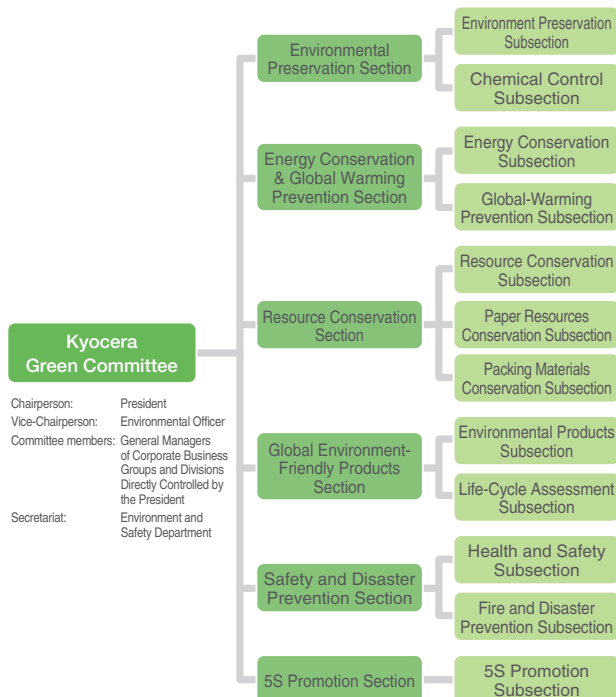 Environmental
Preservation Section
Environment Preservation
Subsection
Chemical Control
Subsection
Energy Conservation
& Global Warming
Prevention Section
Energy Conservation
Subsection
Global-Warming
Prevention Subsection
Resource Conservation
Section
Resource Conservation
Subsection
Paper Resources
Conservation Subsection
Packing Materials
Conservation Subsection
Kyocera
Green Committee
Chairperson: President
Vice-Chairperson: Environmental Officer
Committee members: General Managers
of Corporate Business
Groups and Divisions
Directly Controlled by
the President
Secretariat: Environment and
Safety Department
Global Environment-
Friendly Products
Section
Environmental Products
Subsection
Life-Cycle Assessment
Subsection
Safety and Disaster
Prevention Section
Health and Safety
Subsection
Fire and Disaster
Prevention Subsection
5S Promotion Section
5S Promotion
Subsection